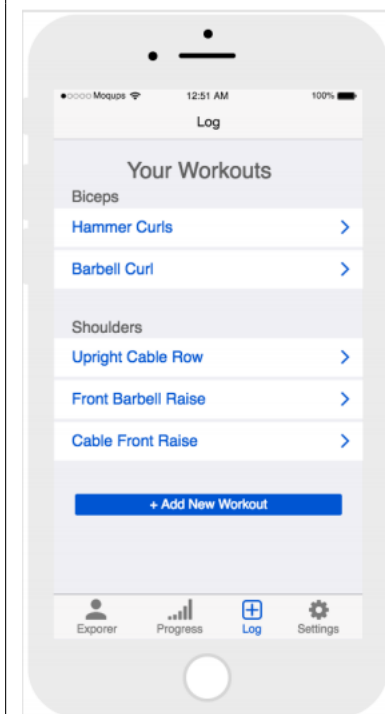 Moqups 12:51 AM 100%
Log
Your Workouts
Biceps
Hammer Curls
Barbell Curl
Shoulders
Upright Cable Row
Front Barbell Raise
Cable Front Raise
+ Add New Workout
Exporer Progress Log Settings